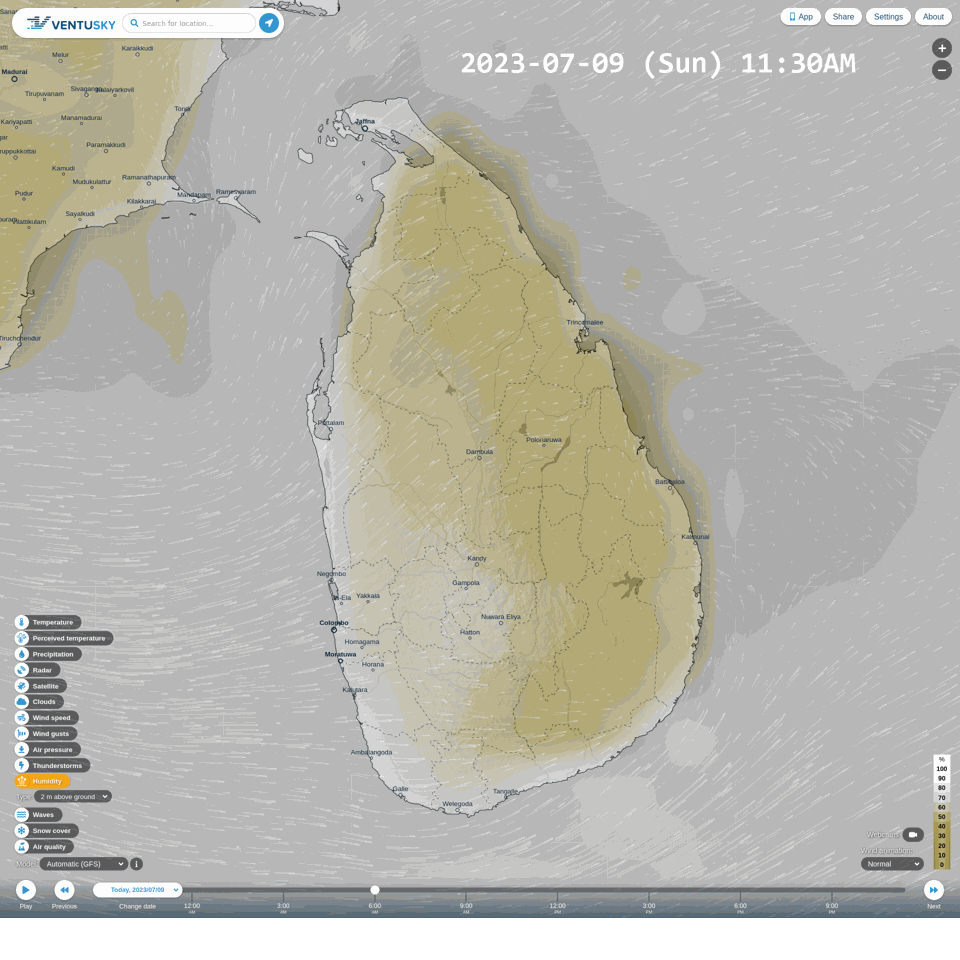 VENTUSKY
Search for location...
App
Share
Settings
About
2023-07-09 (Sun) 11:30AM
Melur
Karaikkudi
Madurai
Tirupuvanam
Tondi
Kariyapatti
Manamadurai
Paramakkudi
Kamudi
Mudukulattur
Ramanathapuram
Pudur
Kilakkarai
Mandapam
Rameswaram
Sayalkudi
Vilattikulam
Tiruchchendur
Jaffna
Trincomalee
Puttalam
Dambulla
Polonaruwa
Batticaloa
Kalmunai
Kandy
Negombo
Gampola
Ja-Ela
Yakkala
Colombo
Nuwara Eliya
Hatton
Homagama
Moratuwa
Horana
Kalutara
Ambalangoda
Galle
Tangalle
Welegoda
Temperature
Perceived temperature
Precipitation
Radar
Satellite
Clouds
Wind speed
Wind gusts
Air pressure
Thunderstorms
Humidity
Type
2 m above ground
Waves
Snow cover
Air quality
Model
Automatic (GFS)
i
%
100
90
80
70
60
50
40
30
20
10
0
Webcams
Wind animation:
Normal
Today, 2023/07/09
Play
Previous
Change date
12:00 AM
3:00 AM
6:00 AM
9:00 AM
12:00 PM
3:00 PM
6:00 PM
9:00 PM
Next